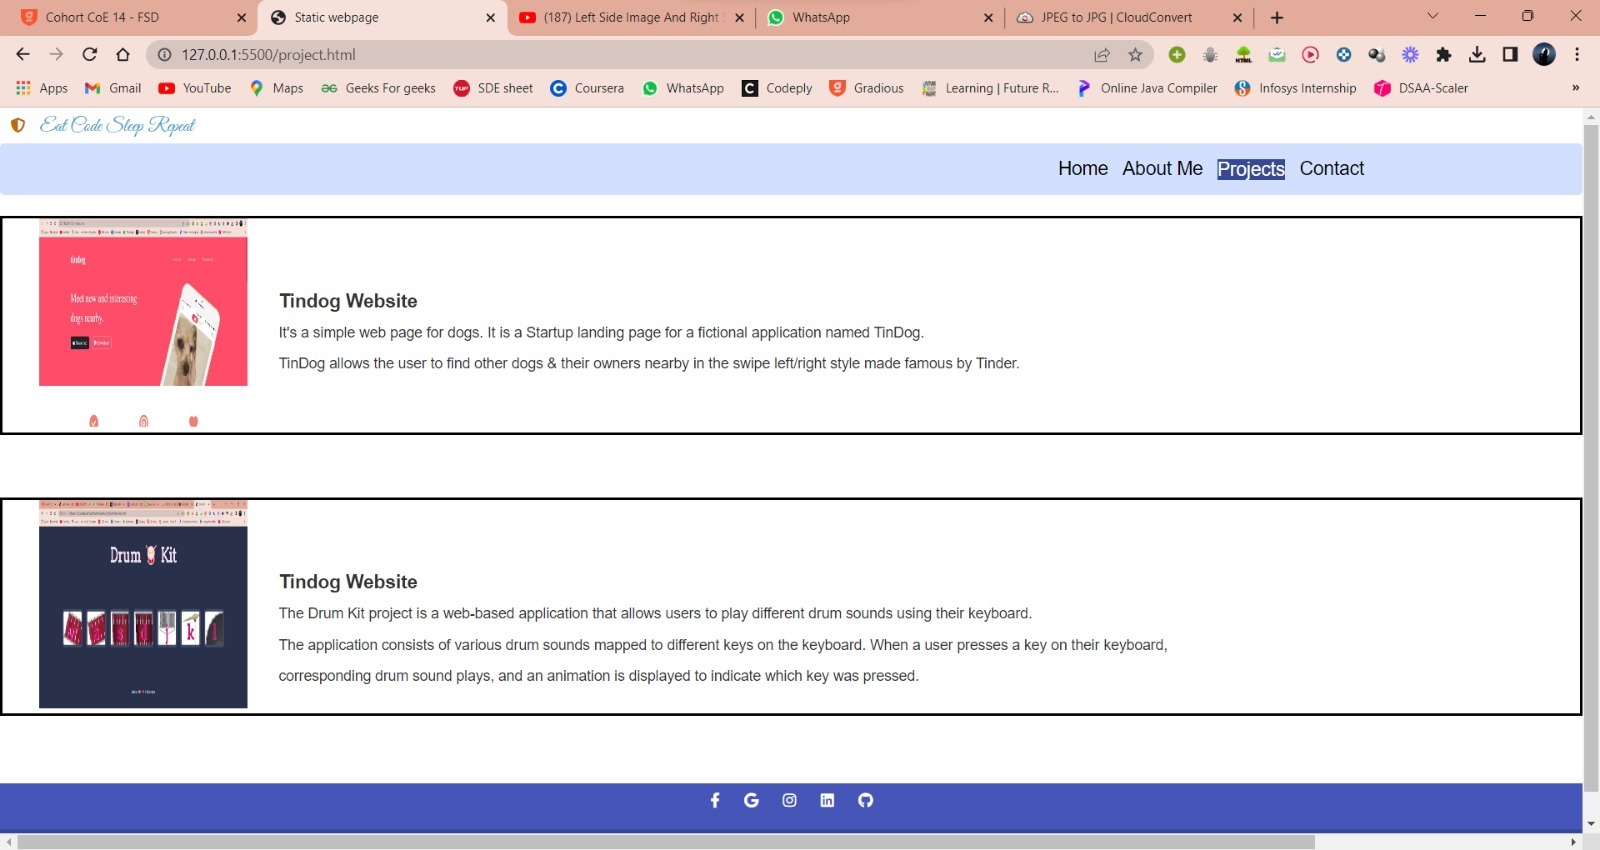 Cohort CoE 14 - FSD
Static webpage
(187) Left Side Image And Right
WhatsApp
JPEG to JPG | CloudConvert
127.0.0.1:5500/project.html
Apps
Gmail
YouTube
Maps
Geeks For geeks
SDE sheet
Coursera
WhatsApp
Codeply
Gradious
Learning | Future R...
Online Java Compiler
Infosys Internship
DSAA-Scaler
»
Eat Code Sleep Repeat
Home About Me Projects Contact
tindog
Meet new and interesting
dogs nearby.
Tindog Website
It's a simple web page for dogs. It is a Startup landing page for a fictional application named TinDog.
TinDog allows the user to find other dogs & their owners nearby in the swipe left/right style made famous by Tinder.
Drum Kit
k l
Tindog Website
The Drum Kit project is a web-based application that allows users to play different drum sounds using their keyboard.
The application consists of various drum sounds mapped to different keys on the keyboard. When a user presses a key on their keyboard,
corresponding drum sound plays, and an animation is displayed to indicate which key was pressed.